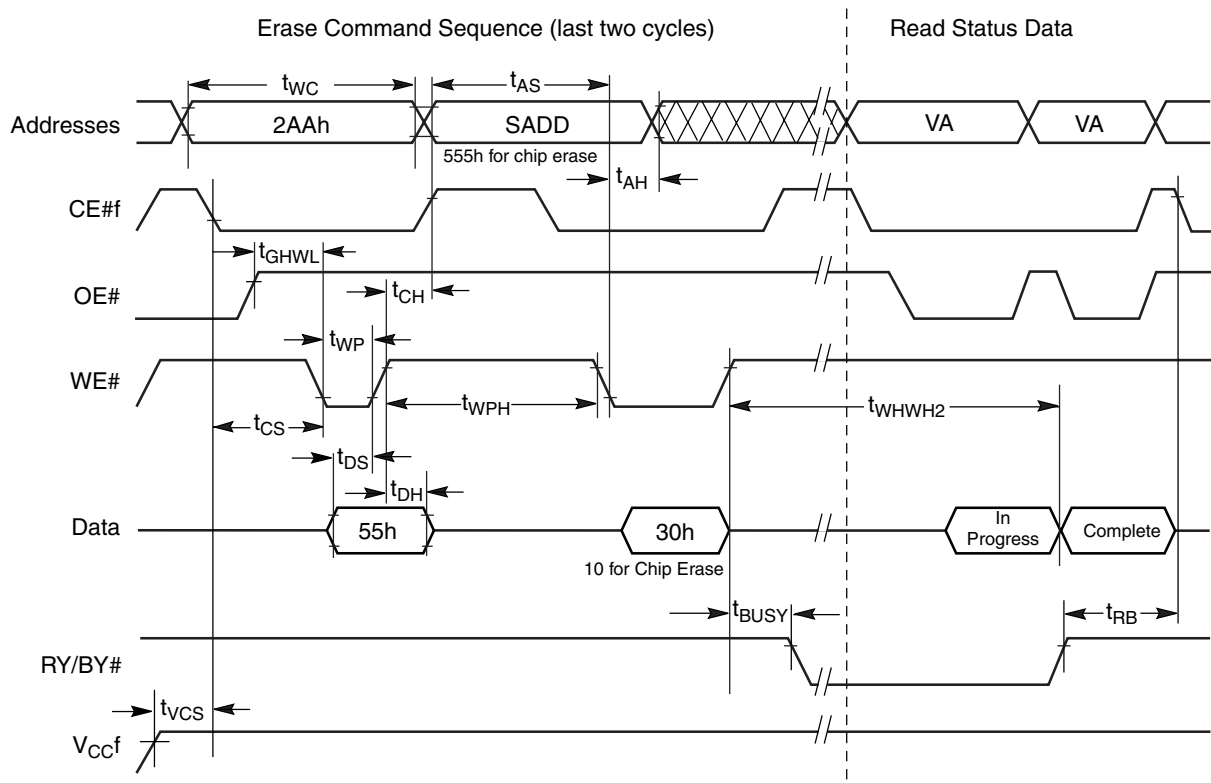 Erase Command Sequence (last two cycles) Read Status Data
tWC tAS
Addresses 2AAh SADD VA VA
555h for chip erase
tAH
CE#f
tGHWL
OE#
tCH
tWP
WE#
tWPH tWHWH2
tCS
tDS
tDH
Data 55h 30h In Progress Complete
10 for Chip Erase
tBUSY tRB
RY/BY#
tVCS
VCCf